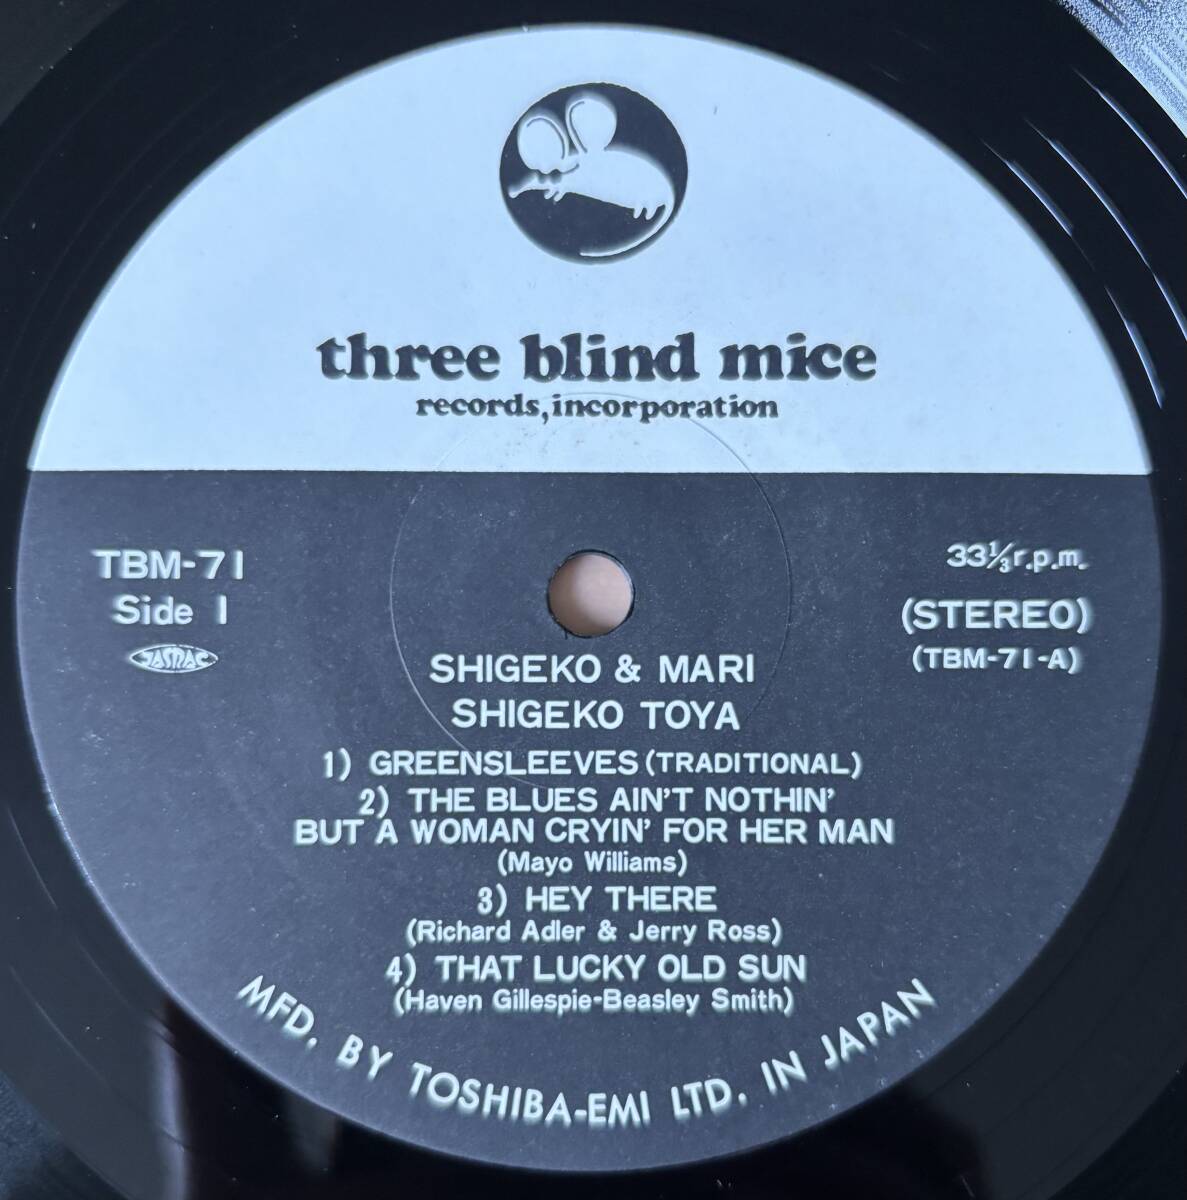 three blind mice
records, incorporation
TBM-71
Side 1
JASRAC
33⅓ r.p.m.
(STEREO)
(TBM-71-A)
SHIGEKO & MARI
SHIGEKO TOYA
1) GREENSLEEVES (TRADITIONAL)
2) THE BLUES AIN'T NOTHIN'
BUT A WOMAN CRYIN' FOR HER MAN
(Mayo Williams)
3) HEY THERE
(Richard Adler & Jerry Ross)
4) THAT LUCKY OLD SUN
(Haven Gillespie-Beasley Smith)
MFD. BY TOSHIBA-EMI LTD. IN JAPAN